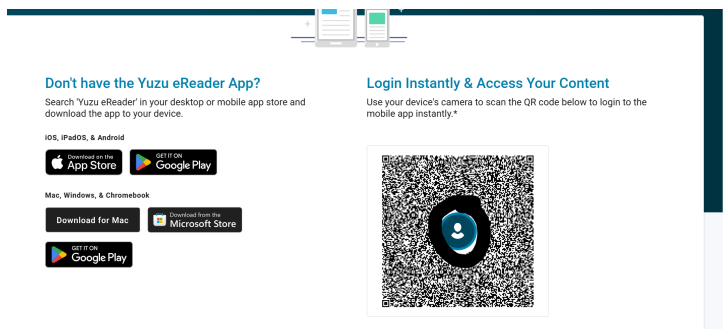 Don't have the Yuzu eReader App?
Search 'Yuzu eReader' in your desktop or mobile app store and
download the app to your device.
iOS, iPadOS, & Android
Download on the
App Store
GET IT ON
Google Play
Mac, Windows, & Chromebook
Download for Mac
Download from the
Microsoft Store
GET IT ON
Google Play
Login Instantly & Access Your Content
Use your device's camera to scan the QR code below to login to the
mobile app instantly.*